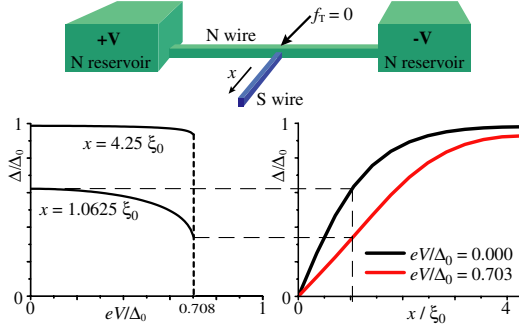 f_T = 0
+V
N reservoir
N wire
-V
N reservoir
x
S wire
1
Δ/Δ₀
0
x = 4.25 ξ₀
x = 1.0625 ξ₀
0
0.708
1
eV/Δ₀
1
Δ/Δ₀
0
eV/Δ₀ = 0.000
eV/Δ₀ = 0.703
0
2
4
x / ξ₀